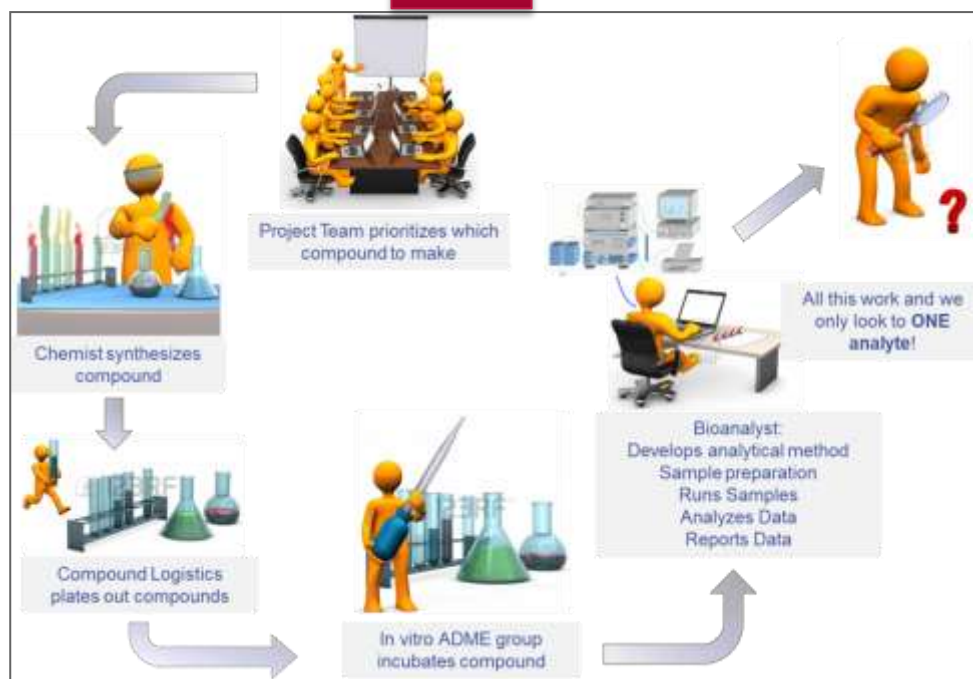 Project Team prioritizes which
compound to make
Chemist synthesizes
compound
Compound Logistics
plates out compounds
In vitro ADME group
incubates compound
Bioanalyst:
Develops analytical method
Sample preparation
Runs Samples
Analyzes Data
Reports Data
All this work and we
only look to ONE
analyte!
?